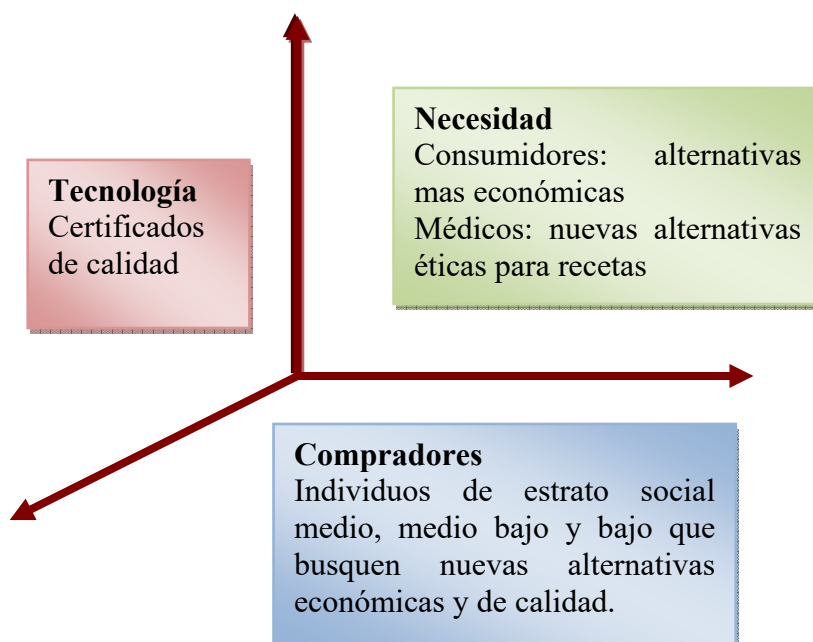 Tecnología
Certificados
de calidad
Necesidad
Consumidores: alternativas
mas económicas
Médicos: nuevas alternativas
éticas para recetas
Compradores
Individuos de estrato social
medio, medio bajo y bajo que
busquen nuevas alternativas
económicas y de calidad.